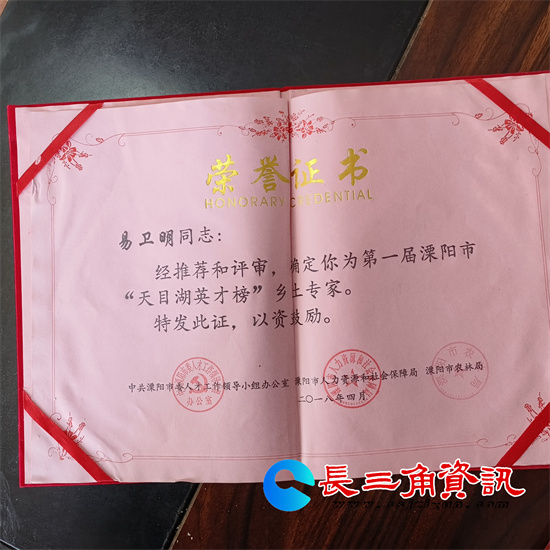 荣誉证书
HONORARY CREDENTIAL
易卫明同志：
经推荐和评审，确定你为第一届溧阳市
“天目湖英才榜”乡土专家。
特发此证，以资鼓励。
中共溧阳市委人才工作领导小组办公室 溧阳市人力资源和社会保障局 溧阳市农林局
二〇一八年四月
办公室
長三角資訊